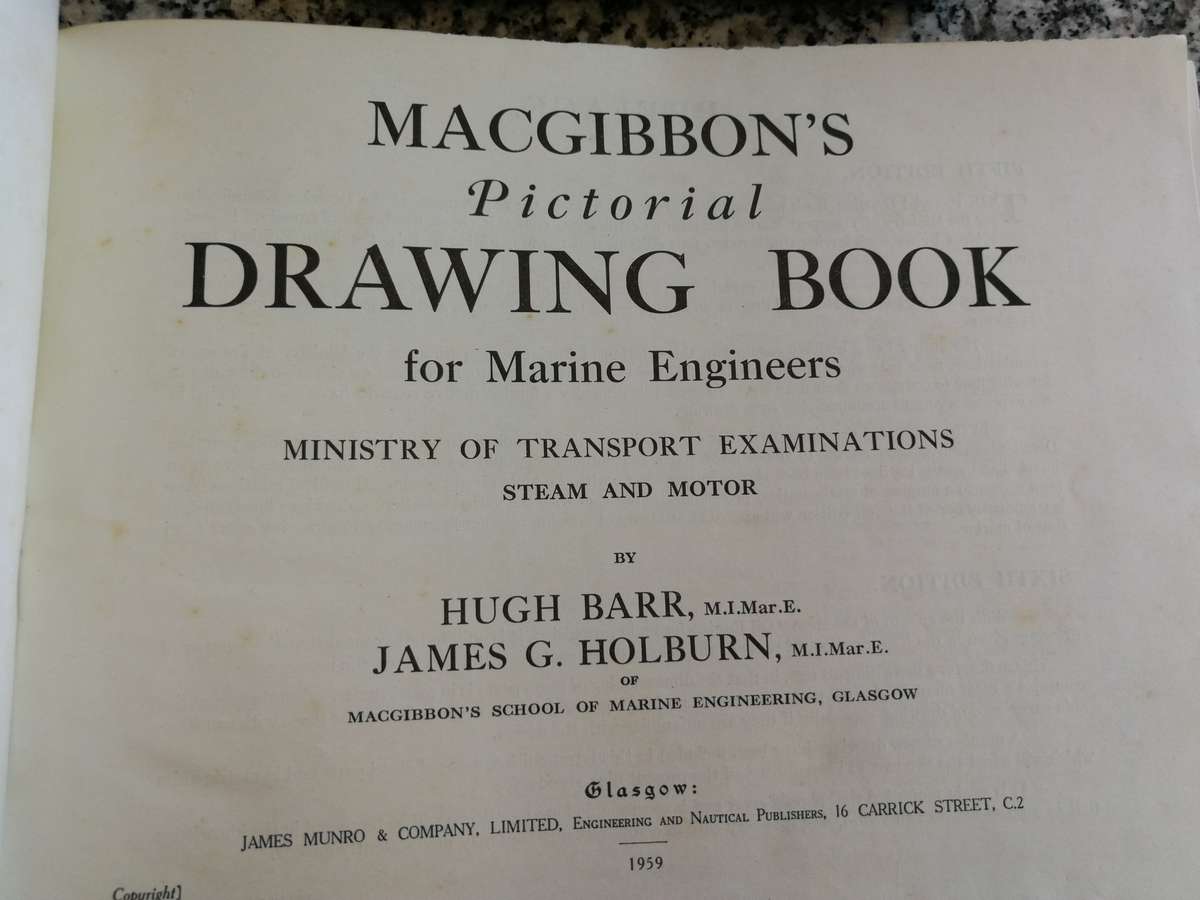 MACGIBBON'S
Pictorial
DRAWING BOOK
for Marine Engineers
MINISTRY OF TRANSPORT EXAMINATIONS
STEAM AND MOTOR
BY
HUGH BARR, M.I.Mar.E.
JAMES G. HOLBURN, M.I.Mar.E.
OF
MACGIBBON'S SCHOOL OF MARINE ENGINEERING, GLASGOW
Glasgow:
JAMES MUNRO & COMPANY, LIMITED, ENGINEERING AND NAUTICAL PUBLISHERS, 16 CARRICK STREET, C.2
1959
Copyright]